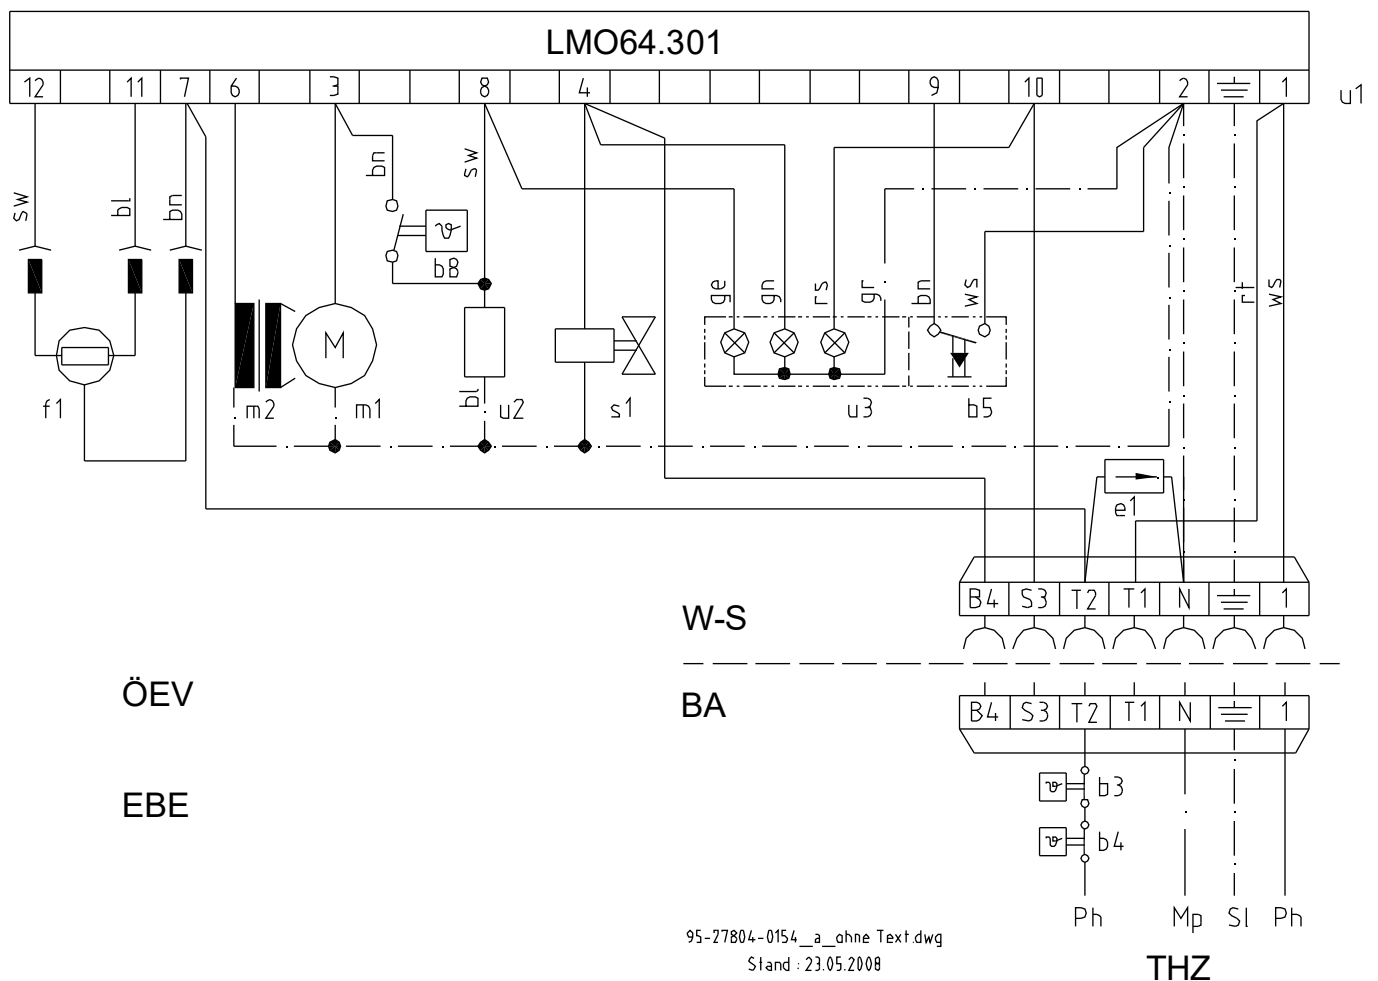 LMO64.301
12 11 7 6 3 8 4 9 10 2 1
u1
sw bl bn bn sw
ϑ
b8
ge gn rs gr bn ws rt ws
M
f1 m2 m1 bl u2 s1 u3 b5
e1
B4 S3 T2 T1 N 1
W-S
ÖEV
BA
B4 S3 T2 T1 N 1
ϑ b3
EBE
ϑ b4
Ph Mp Sl Ph
95-27804-0154_a_ohne Text.dwg
Stand : 23.05.2008
THZ